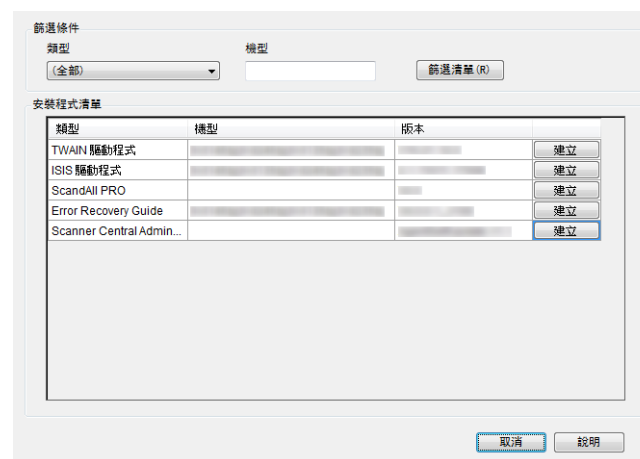 篩選條件
類型 機型
(全部) 篩選清單(R)
安裝程式清單
類型 機型 版本
TWAIN 驅動程式 建立
ISIS 驅動程式 建立
ScandAll PRO 建立
Error Recovery Guide 建立
Scanner Central Admin... 建立
取消 說明